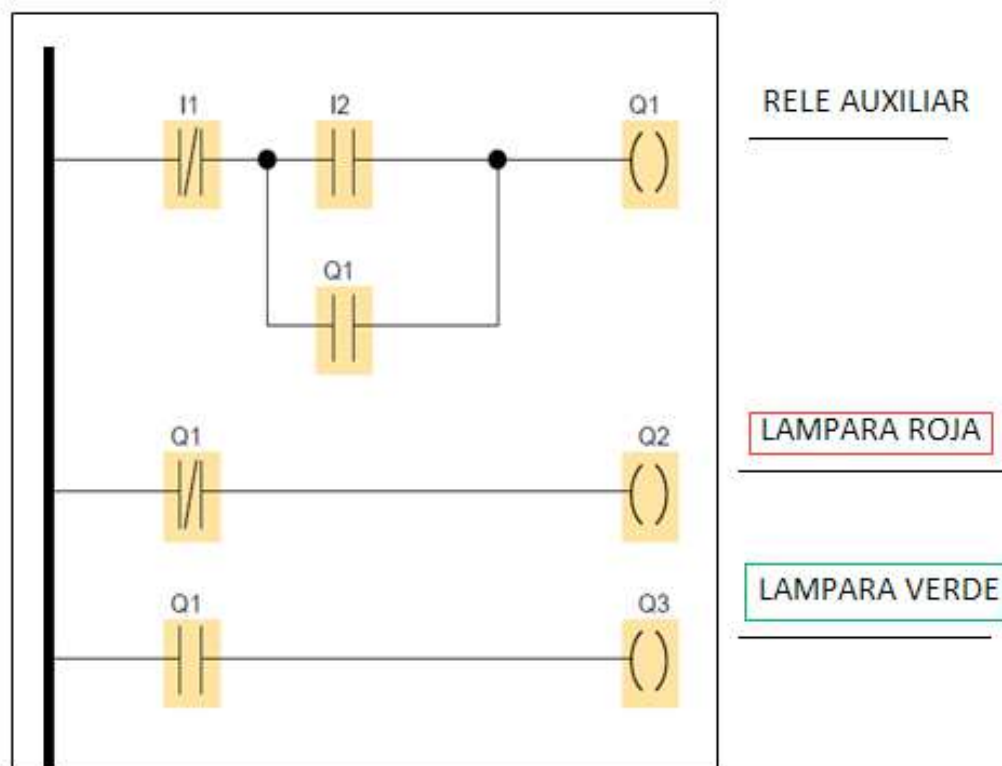 I1 I2 Q1 RELE AUXILIAR
Q1
Q1 Q2 LAMPARA ROJA
Q1 Q3 LAMPARA VERDE